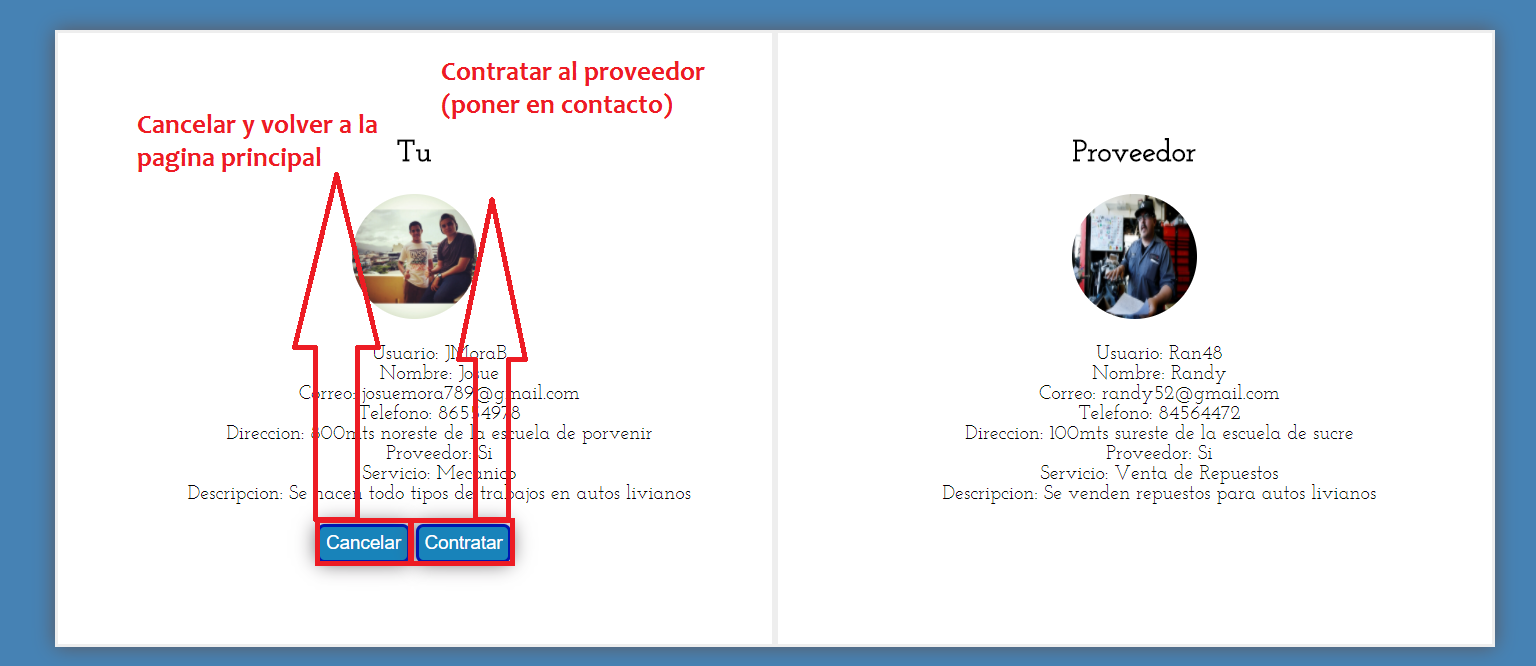 Contratar al proveedor
(poner en contacto)
Cancelar y volver a la
pagina principal
Tu
Usuario: JMoraB
Nombre: Josue
Correo: josuemora789@gmail.com
Telefono: 86554978
Direccion: 800mts noreste de la escuela de porvenir
Proveedor: Si
Servicio: Mecanico
Descripcion: Se hacen todo tipos de trabajos en autos livianos
Cancelar
Contratar
Proveedor
Usuario: Ran48
Nombre: Randy
Correo: randy52@gmail.com
Telefono: 84564472
Direccion: 100mts sureste de la escuela de sucre
Proveedor: Si
Servicio: Venta de Repuestos
Descripcion: Se venden repuestos para autos livianos